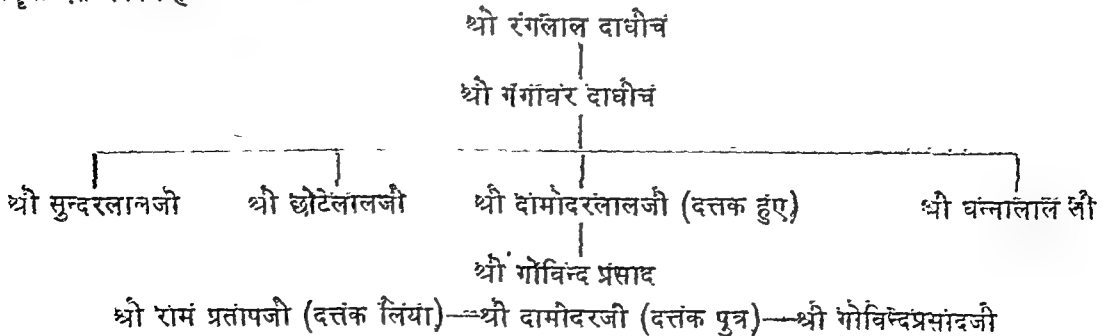 श्री रंगलाल दाधीच
श्री गंगाधर दाधीच
श्री सुन्दरलालजी श्री छोटेलालजी श्री दामोदरलालजी (दत्तक हुए) श्री घन्नालाल जी
श्री गोविन्द प्रसाद
श्री राम प्रतापजी (दत्तक लिया)—श्री दामोदरजी (दत्तक पुत्र)—श्री गोविन्दप्रसादजी